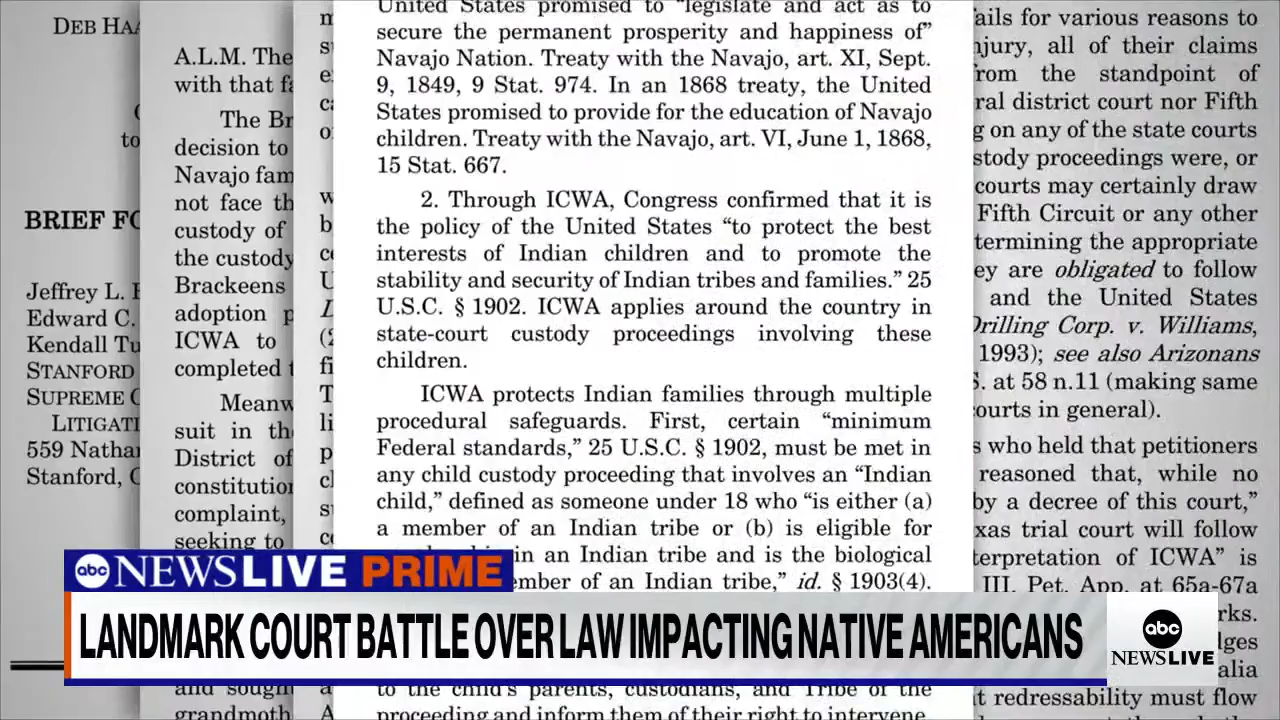 DEB HAA
BRIEF FO
Jeffrey L.
Edward C.
Kendall Tu
STANFORD
SUPREME C
LITIGATI
559 Nathan
Stanford, C
A.L.M. The
with that fa
The Br
decision to
Navajo fam
not face th
custody of
the custody
Brackeens
adoption p
ICWA to
completed
Meanw
suit in th
District of
constitution
complaint,
seeking to
and sough
grandmoth
United States promised to “legislate and act as to
secure the permanent prosperity and happiness of”
Navajo Nation. Treaty with the Navajo, art. XI, Sept.
9, 1849, 9 Stat. 974. In an 1868 treaty, the United
States promised to provide for the education of Navajo
children. Treaty with the Navajo, art. VI, June 1, 1868,
15 Stat. 667.
2. Through ICWA, Congress confirmed that it is
the policy of the United States “to protect the best
interests of Indian children and to promote the
stability and security of Indian tribes and families.” 25
U.S.C. § 1902. ICWA applies around the country in
state-court custody proceedings involving these
children.
ICWA protects Indian families through multiple
procedural safeguards. First, certain “minimum
Federal standards,” 25 U.S.C. § 1902, must be met in
any child custody proceeding that involves an “Indian
child,” defined as someone under 18 who “is either (a)
a member of an Indian tribe or (b) is eligible for
in an Indian tribe and is the biological
ember of an Indian tribe,” id. § 1903(4).
to the child's parents, custodians, and Tribe of the
proceeding and inform them of their right to intervene.
ails for various reasons to
njury, all of their claims
rom the standpoint of
ral district court nor Fifth
g on any of the state courts
stody proceedings were, or
courts may certainly draw
Fifth Circuit or any other
termining the appropriate
ey are obligated to follow
and the United States
Drilling Corp. v. Williams,
1993); see also Arizonans
S. at 58 n.11 (making same
courts in general).
s who held that petitioners
reasoned that, while no
by a decree of this court,”
xas trial court will follow
terpretation of ICWA” is
III. Pet. App. at 65a-67a
rks.
lges
alia
t redressability must flow
abc NEWS LIVE PRIME
LANDMARK COURT BATTLE OVER LAW IMPACTING NATIVE AMERICANS
abc
NEWS LIVE